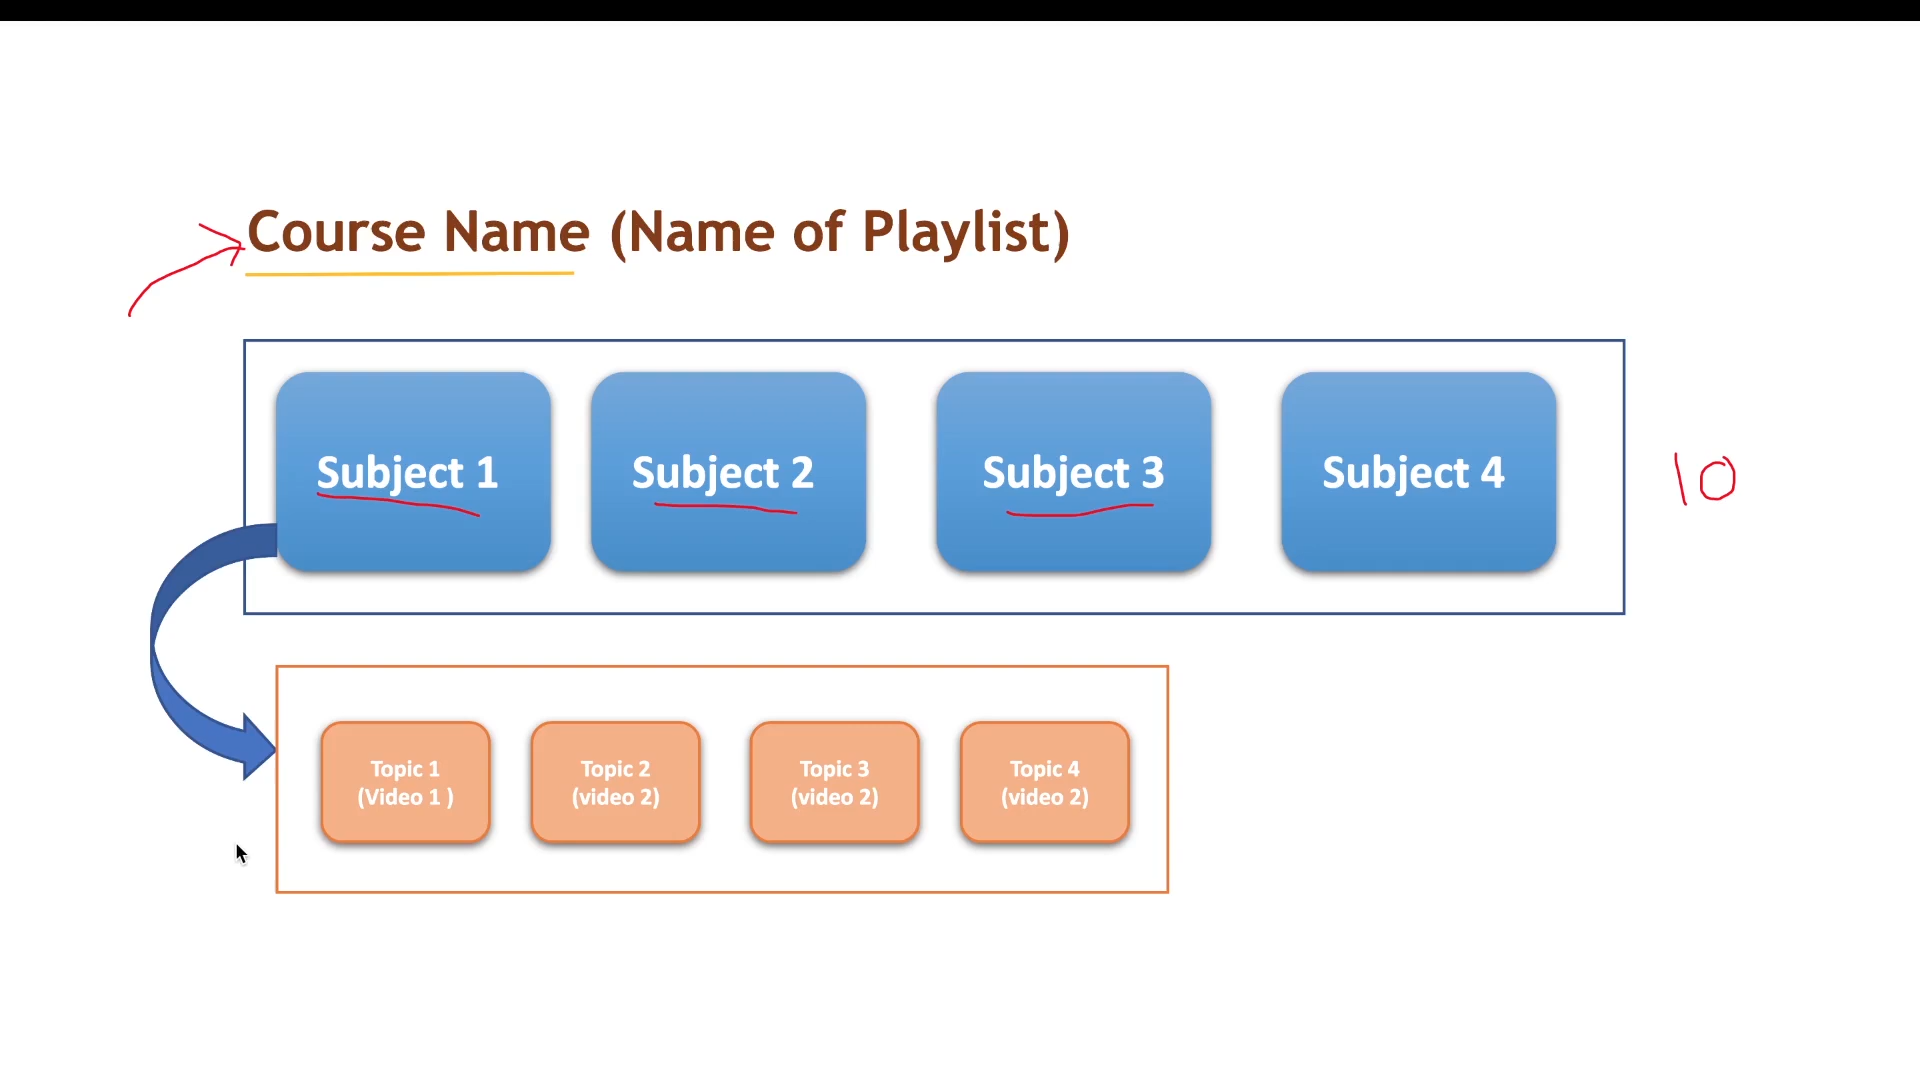 Course Name (Name of Playlist)
Subject 1
Subject 2
Subject 3
Subject 4
10
Topic 1
(Video 1 )
Topic 2
(video 2)
Topic 3
(video 2)
Topic 4
(video 2)